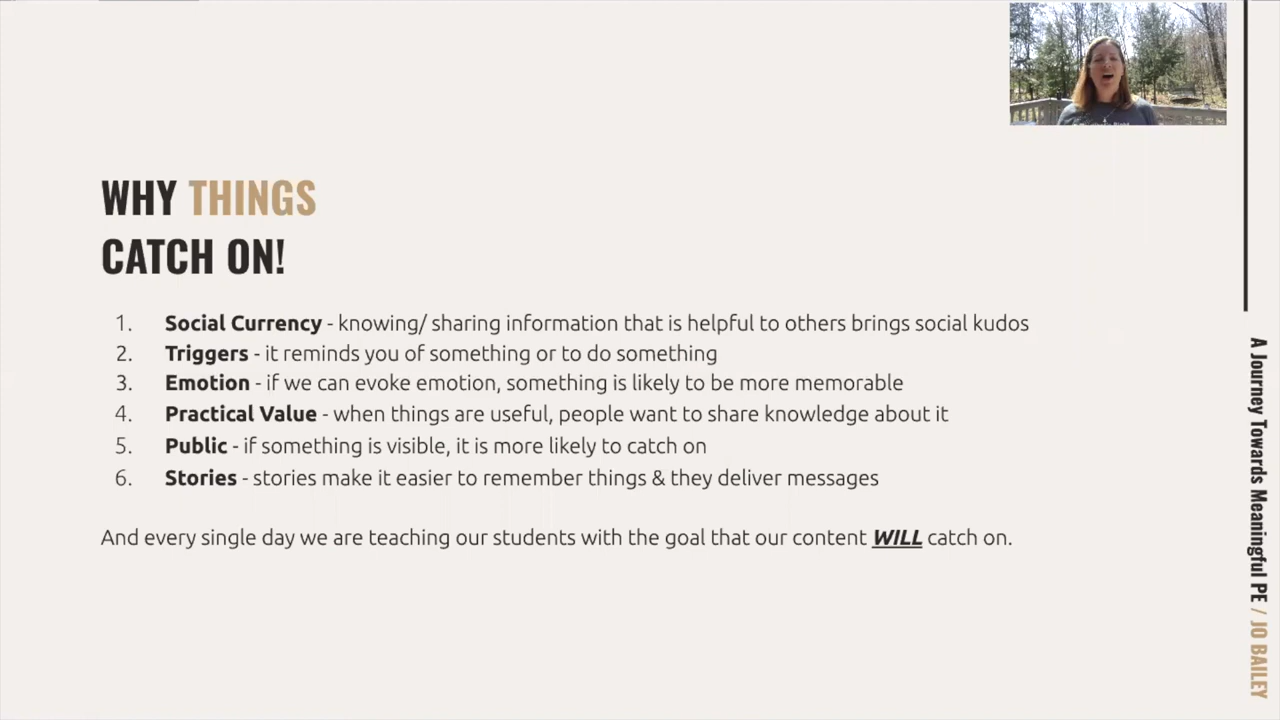 WHY THINGS
CATCH ON!
1. Social Currency - knowing/ sharing information that is helpful to others brings social kudos
2. Triggers - it reminds you of something or to do something
3. Emotion - if we can evoke emotion, something is likely to be more memorable
4. Practical Value - when things are useful, people want to share knowledge about it
5. Public - if something is visible, it is more likely to catch on
6. Stories - stories make it easier to remember things & they deliver messages
And every single day we are teaching our students with the goal that our content WILL catch on.
A Journey Towards Meaningful PE / JO BAILEY